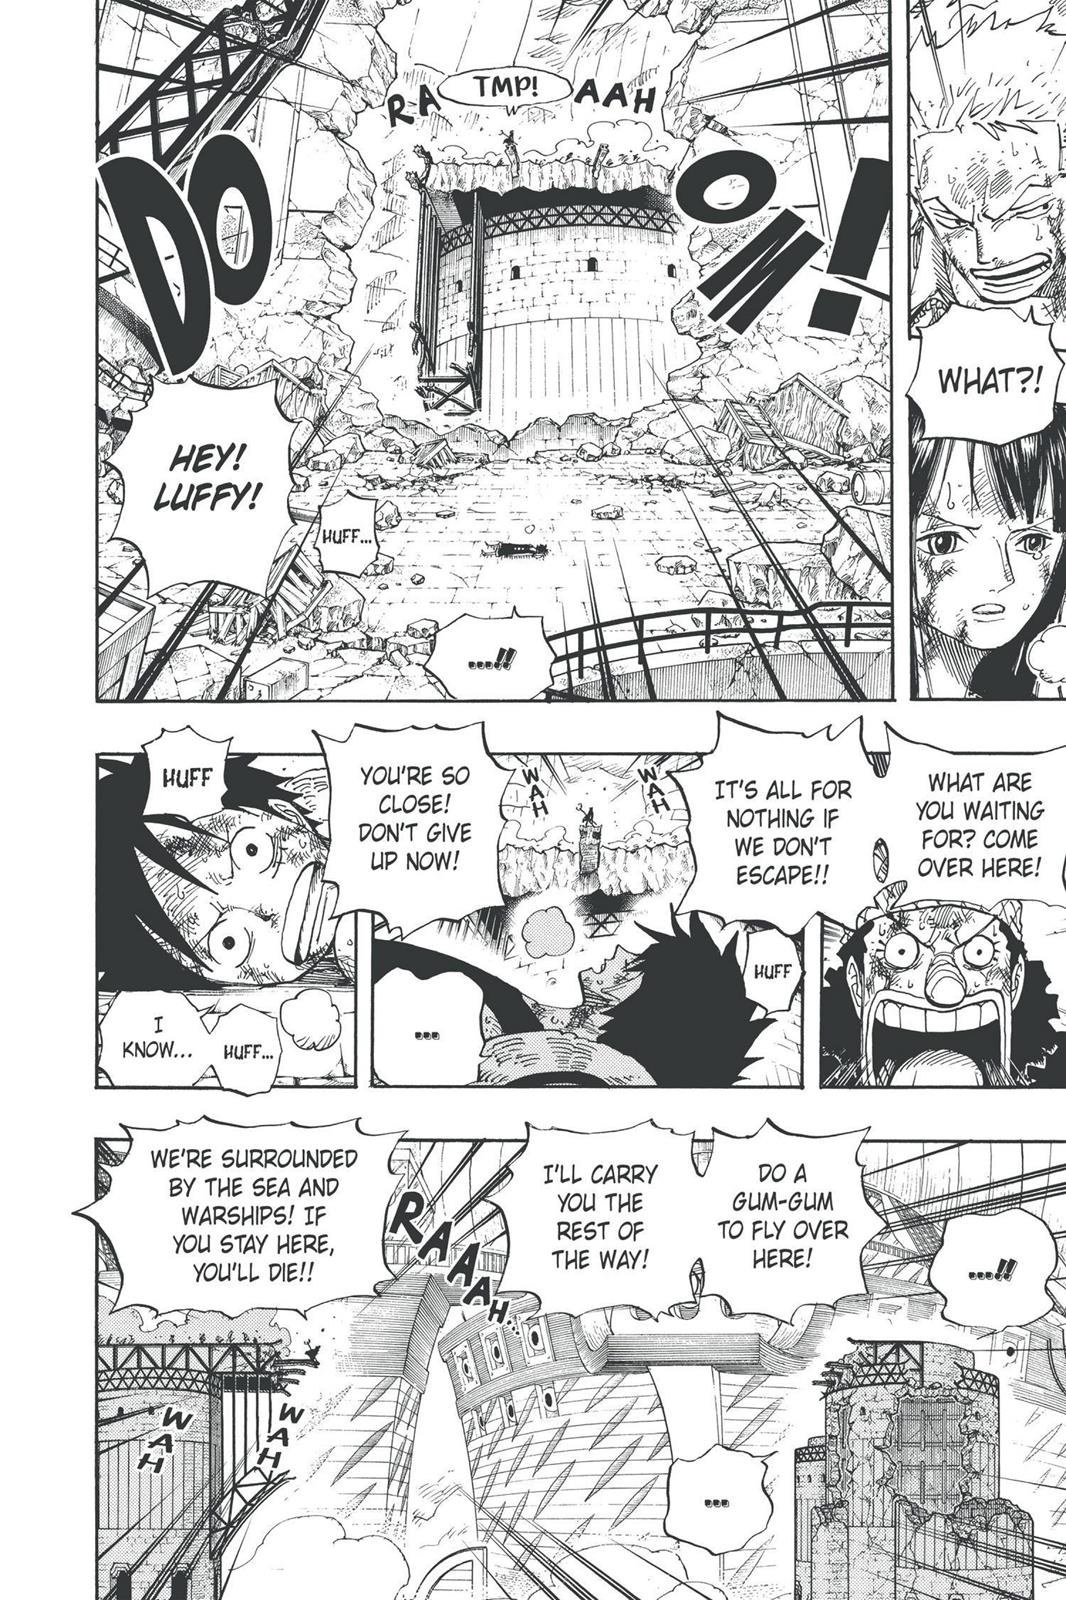 WHAT?!
TMP!
RA
AAH
DO
OM!
HEY!
LUFFY!
HUFF...
....!!
WHAT ARE
YOU WAITING
FOR? COME
OVER HERE!
IT'S ALL FOR
NOTHING IF
WE DON'T
ESCAPE!!
WAH
WAH
HUFF
...
YOU'RE SO
CLOSE!
DON'T GIVE
UP NOW!
HUFF
I
KNOW...
HUFF...
....!!
DO A
GUM-GUM
TO FLY OVER
HERE!
I'LL CARRY
YOU THE
REST OF
THE WAY!
RAAAAH...
WE'RE SURROUNDED
BY THE SEA AND
WARSHIPS! IF
YOU STAY HERE,
YOU'LL DIE!!
WAH
WAH
...